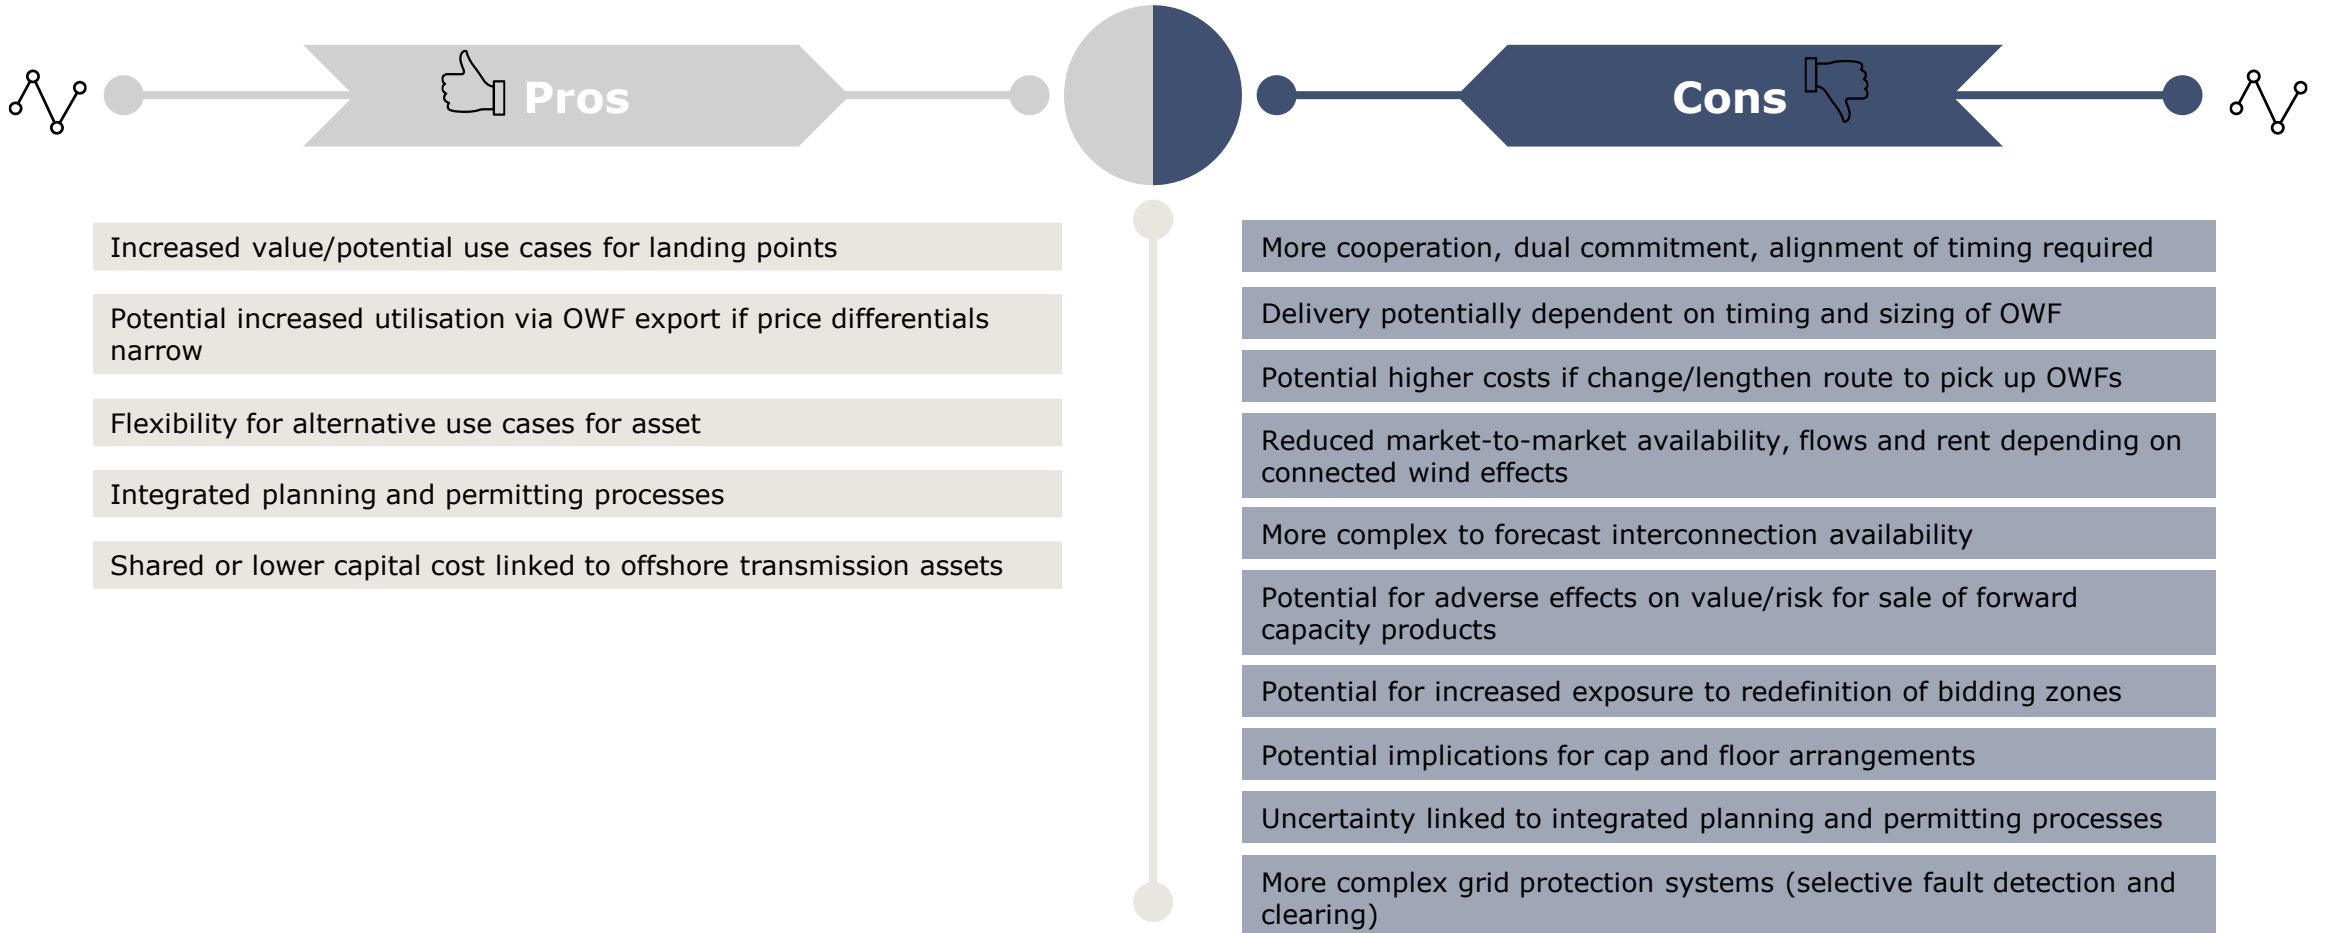 Pros
Cons
Increased value/potential use cases for landing points
Potential increased utilisation via OWF export if price differentials
narrow
Flexibility for alternative use cases for asset
Integrated planning and permitting processes
Shared or lower capital cost linked to offshore transmission assets
More cooperation, dual commitment, alignment of timing required
Delivery potentially dependent on timing and sizing of OWF
Potential higher costs if change/lengthen route to pick up OWFs
Reduced market-to-market availability, flows and rent depending on
connected wind effects
More complex to forecast interconnection availability
Potential for adverse effects on value/risk for sale of forward
capacity products
Potential for increased exposure to redefinition of bidding zones
Potential implications for cap and floor arrangements
Uncertainty linked to integrated planning and permitting processes
More complex grid protection systems (selective fault detection and
clearing)